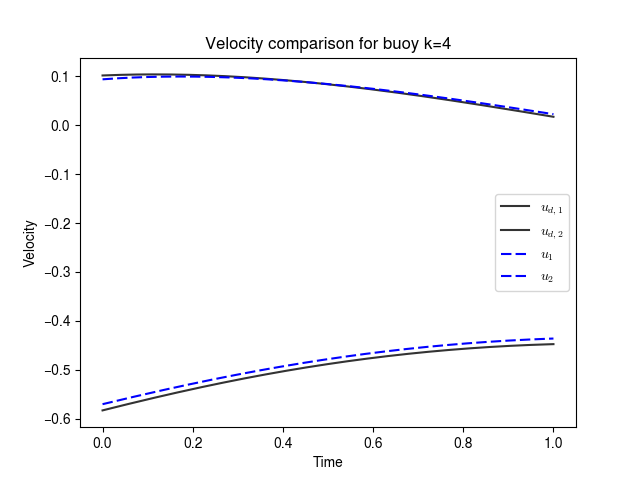 Velocity comparison for buoy k=4
Velocity
0.1
0.0
−0.1
−0.2
−0.3
−0.4
−0.5
−0.6
u_{d,1}
u_{d,2}
u_1
u_2
0.0 0.2 0.4 0.6 0.8 1.0
Time